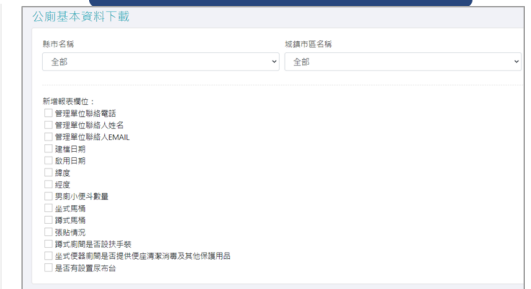 公廁基本資料下載
縣市名稱
城鎮市區名稱
全部
全部
新增報表欄位：
管理單位聯絡電話
管理單位聯絡人姓名
管理單位聯絡人EMAIL
建檔日期
啟用日期
緯度
經度
男廁小便斗數量
坐式馬桶
蹲式馬桶
張貼情況
蹲式廁間是否設扶手裝
坐式便器廁間是否提供便座清潔消毒及其他保護用品
是否有設置尿布台